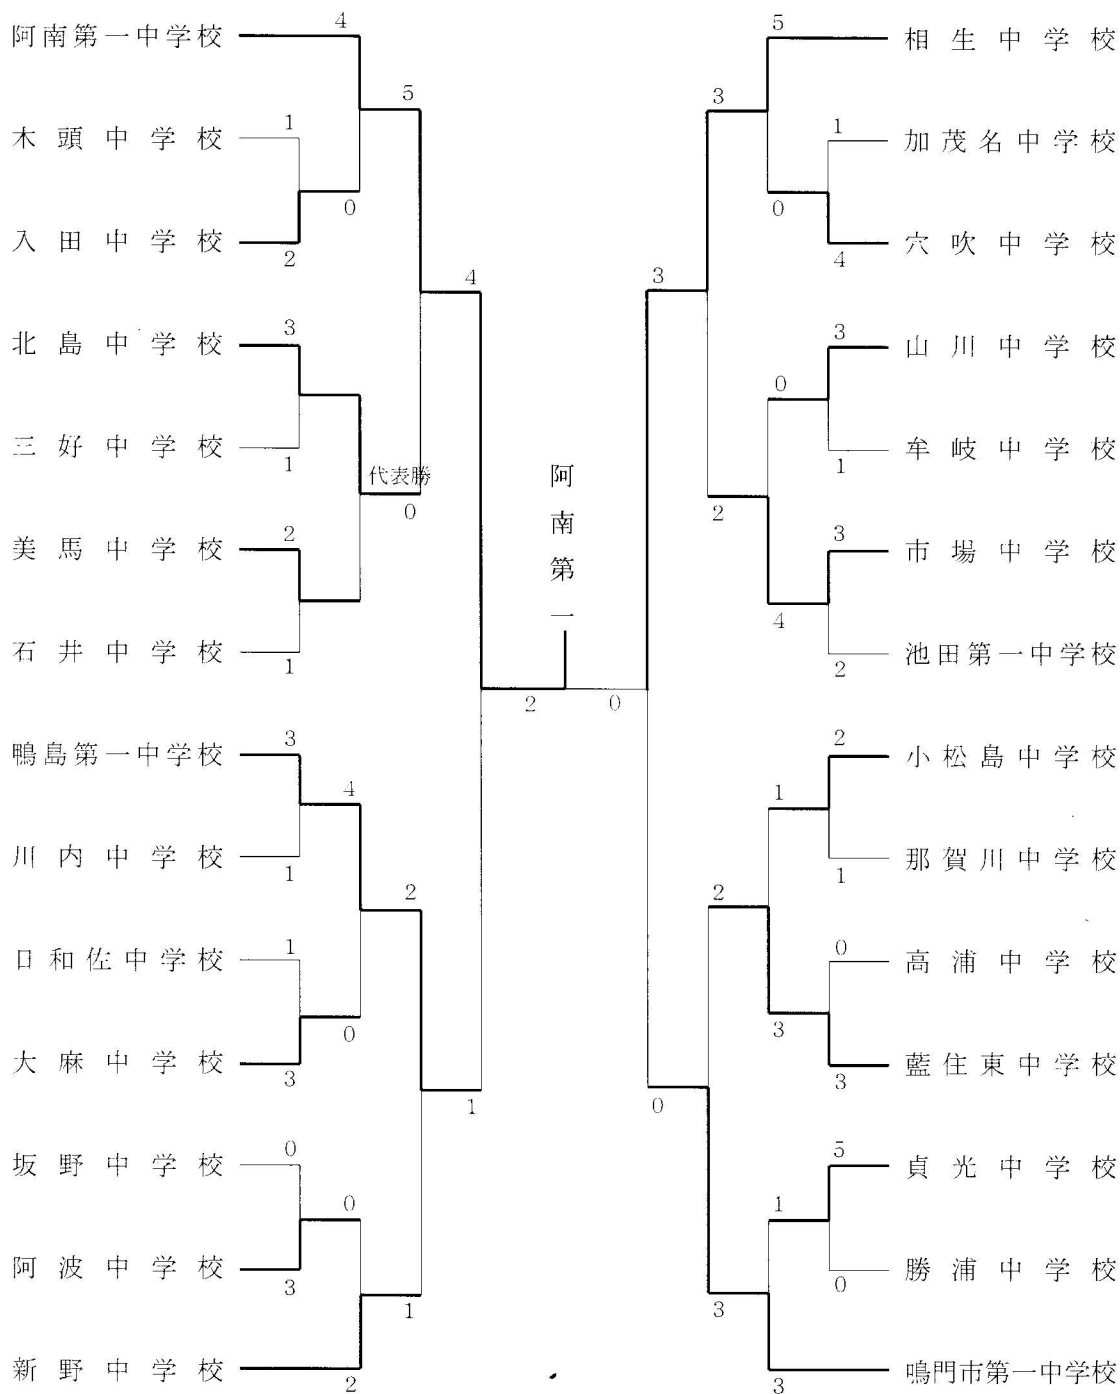 阿南第一中学校
木頭中学校
入田中学校
北島中学校
三好中学校
美馬中学校
石井中学校
鴨島第一中学校
川内中学校
日和佐中学校
大麻中学校
坂野中学校
阿波中学校
新野中学校
4
1
2
0
3
1
2
1
5
代表勝
0
4
3
1
4
1
3
0
2
0
3
0
2
1
1
2
阿南第一
0
5
3
1
0
4
3
3
0
1
2
3
4
2
2
1
1
2
0
3
3
0
5
1
0
3
3
相生中学校
加茂名中学校
穴吹中学校
山川中学校
牟岐中学校
市場中学校
池田第一中学校
小松島中学校
那賀川中学校
高浦中学校
藍住東中学校
貞光中学校
勝浦中学校
鳴門市第一中学校